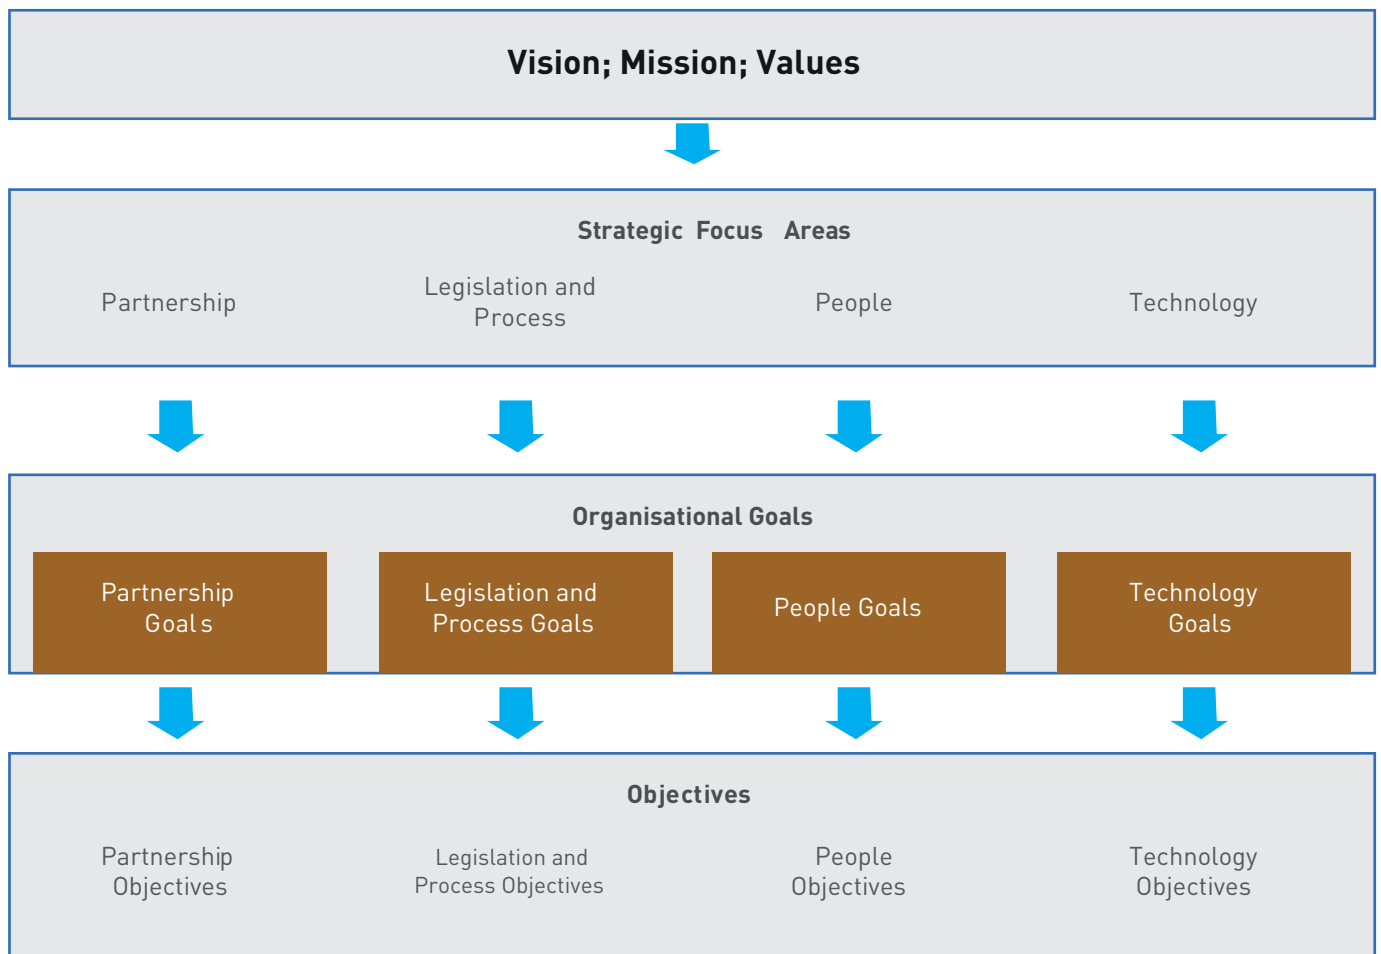 Vision; Mission; Values
Strategic Focus Areas
Partnership
Legislation and
Process
People
Technology
Organisational Goals
Partnership
Goals
Legislation and
Process Goals
People Goals
Technology
Goals
Objectives
Partnership
Objectives
Legislation and
Process Objectives
People
Objectives
Technology
Objectives